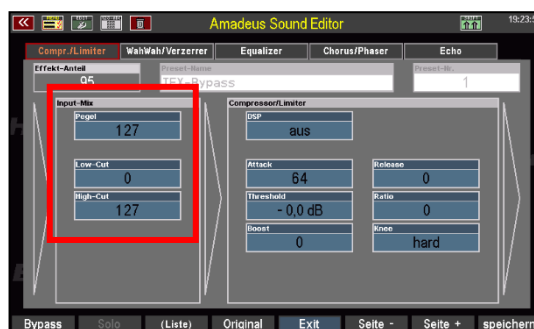 Amadeus Sound Editor
19:23:5
Compr./Limiter WahWah/Verzerrer Equalizer Chorus/Phaser Echo
Effekt-Anteil
95
Preset-Name
TFX-Bypass
Preset-Nr.
1
Input-Mix
Pegel
127
Low-Cut
0
High-Cut
127
Compressor/Limiter
DSP
aus
Attack
64
Release
0
Threshold
- 0,0 dB
Ratio
0
Boost
0
Knee
hard
Bypass Solo (Liste) Original Exit Seite - Seite + speichern